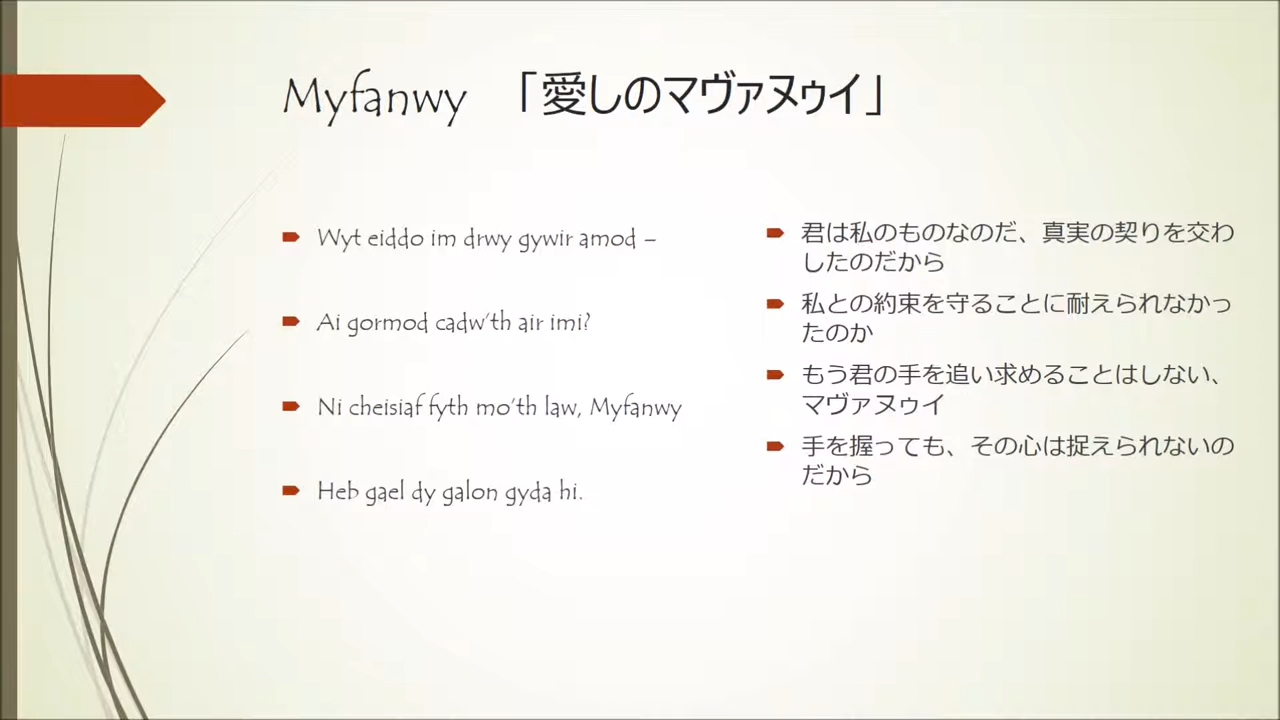 Myfanwy 「愛しのマヴァヌゥイ」
Wyt eiddo im drwy gywir amod –
Ai gormod cadw'th air imi?
Ni cheisiaf fyth mo'th law, Myfanwy
Heb gael dy galon gyda hi.
君は私のものなのだ、真実の契りを交わ
したのだから
私との約束を守ることに耐えられなかっ
たのか
もう君の手を追い求めることはしない、
マヴァヌゥイ
手を握っても、その心は捉えられないの
だから